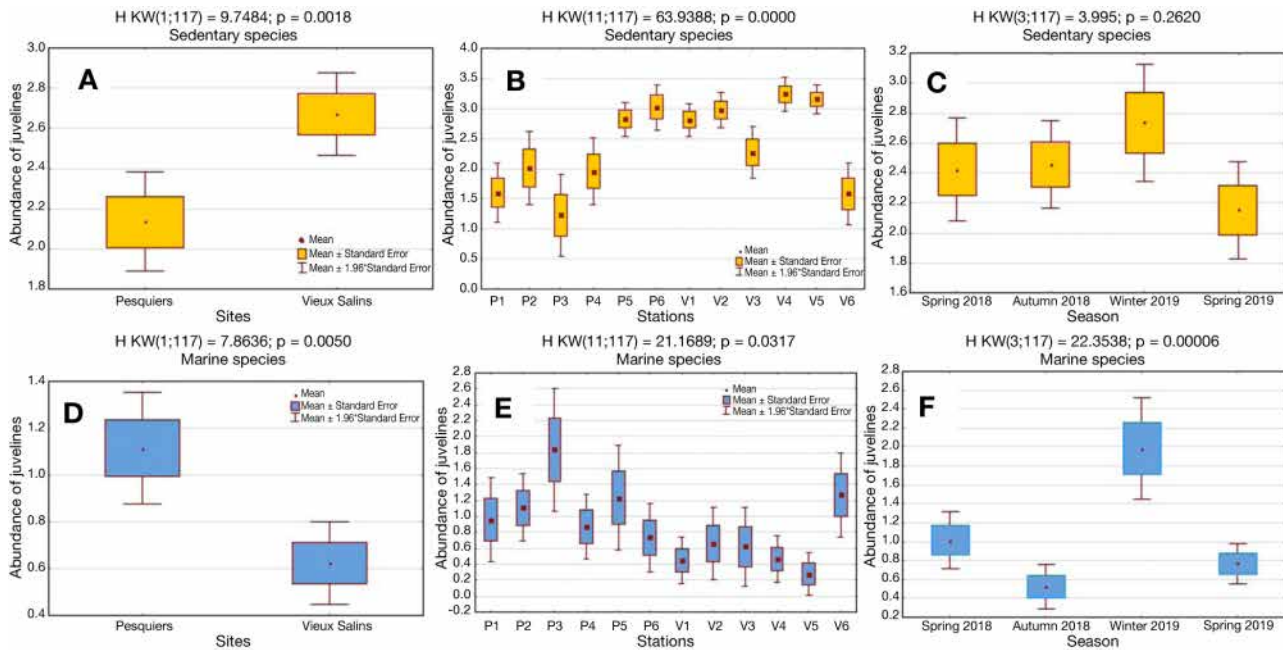 H KW(1;117) = 9.7484; p = 0.0018
Sedentary species
A
Abundance of juvelines
3.0
2.8
2.6
2.4
2.2
2.0
1.8
Mean
Mean ± Standard Error
Mean ± 1.96*Standard Error
Pesquiers
Vieux Salins
Sites
H KW(11;117) = 63.9388; p = 0.0000
Sedentary species
B
Abundance of juvelines
4.0
3.5
3.0
2.5
2.0
1.5
1.0
0.5
0.0
Mean
Mean ± Standard Error
Mean ± 1.96*Standard Error
P1 P2 P3 P4 P5 P6 V1 V2 V3 V4 V5 V6
Stations
H KW(3;117) = 3.995; p = 0.2620
Sedentary species
C
Abundance of juvelines
3.2
3.0
2.8
2.6
2.4
2.2
2.0
1.8
1.6
Spring 2018 Autumn 2018 Winter 2019 Spring 2019
Season
H KW(1;117) = 7.8636; p = 0.0050
Marine species
D
Abundance of juvelines
1.4
1.2
1.0
0.8
0.6
0.4
Mean
Mean ± Standard Error
Mean ± 1.96*Standard Error
Pesquiers
Vieux Salins
Sites
H KW(11;117) = 21.1689; p = 0.0317
Marine species
E
Abundance of juvelines
2.8
2.6
2.4
2.2
2.0
1.8
1.6
1.4
1.2
1.0
0.8
0.6
0.4
0.2
0.0
-0.2
Mean
Mean ± Standard Error
Mean ± 1.96*Standard Error
P1 P2 P3 P4 P5 P6 V1 V2 V3 V4 V5 V6
Stations
H KW(3;117) = 22.3538; p = 0.00006
Marine species
F
Abundance of juvelines
2.8
2.6
2.4
2.2
2.0
1.8
1.6
1.4
1.2
1.0
0.8
0.6
0.4
0.2
Spring 2018 Autumn 2018 Winter 2019 Spring 2019
Season